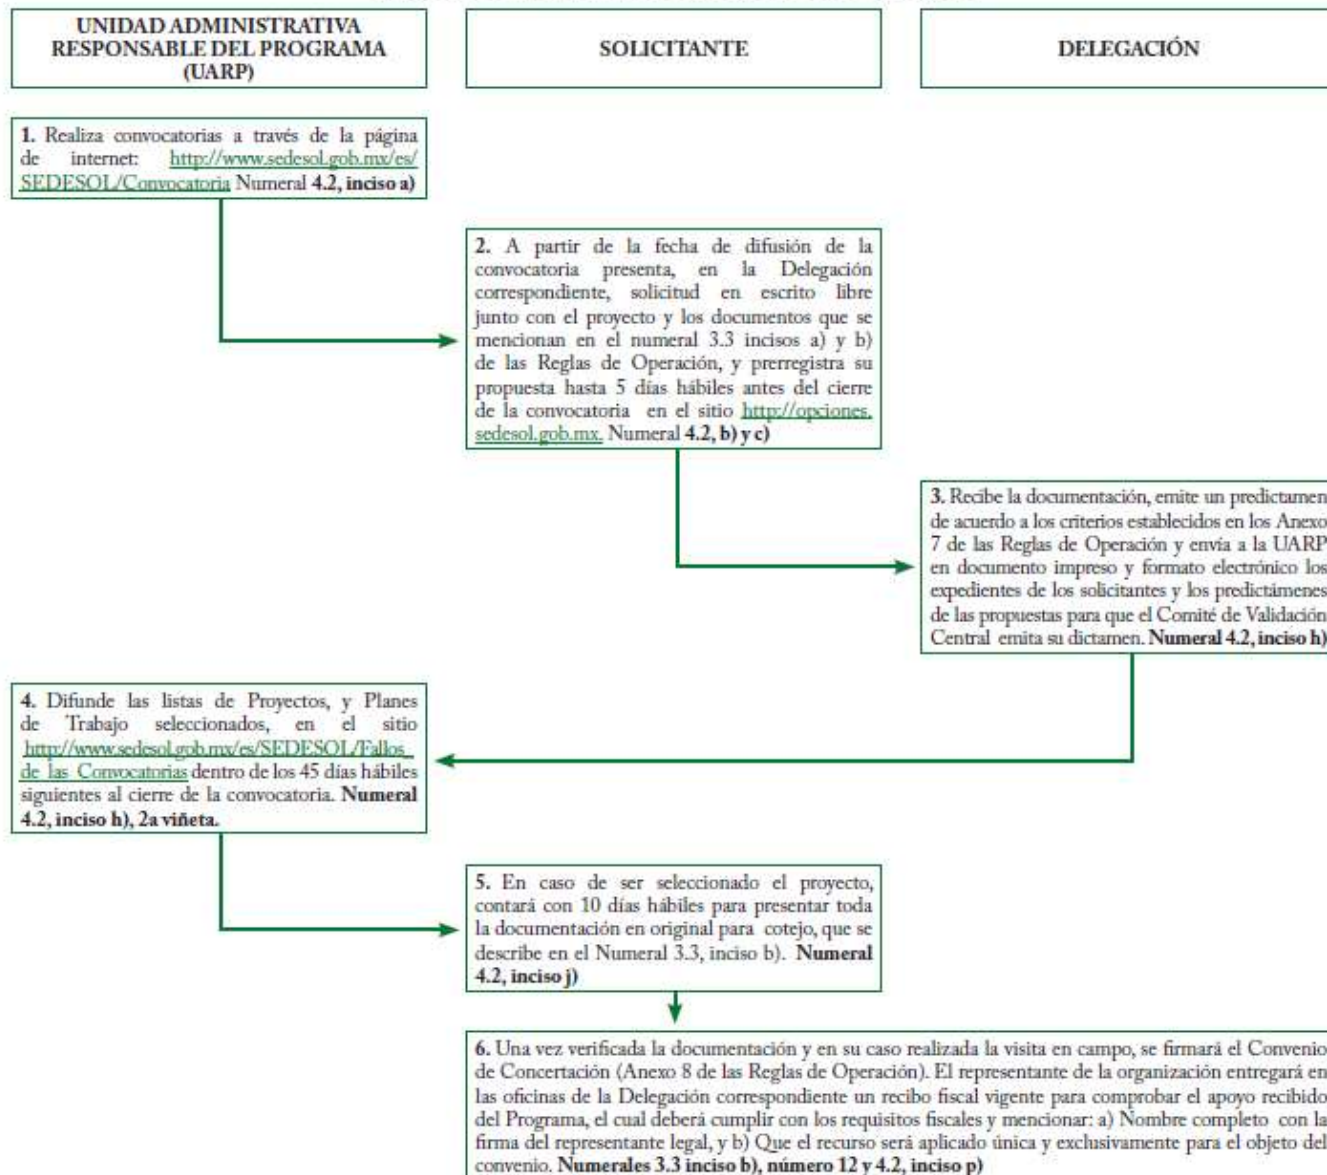 UNIDAD ADMINISTRATIVA
RESPONSABLE DEL PROGRAMA
(UARP)
SOLICITANTE
DELEGACIÓN
1. Realiza convocatorias a través de la página
de internet: http://www.sedesol.gob.mx/es/
SEDESOL/Convocatoria Numeral 4.2, inciso a)
2. A partir de la fecha de difusión de la
convocatoria presenta, en la Delegación
correspondiente, solicitud en escrito libre
junto con el proyecto y los documentos que se
mencionan en el numeral 3.3 incisos a) y b)
de las Reglas de Operación, y prerregistra su
propuesta hasta 5 días hábiles antes del cierre
de la convocatoria en el sitio http://opciones.
sedesol.gob.mx. Numeral 4.2, b) y c)
3. Recibe la documentación, emite un predictamen
de acuerdo a los criterios establecidos en los Anexo
7 de las Reglas de Operación y envía a la UARP
en documento impreso y formato electrónico los
expedientes de los solicitantes y los predictámenes
de las propuestas para que el Comité de Validación
Central emita su dictamen. Numeral 4.2, inciso h)
4. Difunde las listas de Proyectos, y Planes
de Trabajo seleccionados, en el sitio
http://www.sedesol.gob.mx/es/SEDESOL/Fallos_
de las Convocatorias dentro de los 45 días hábiles
siguientes al cierre de la convocatoria. Numeral
4.2, inciso h), 2a viñeta.
5. En caso de ser seleccionado el proyecto,
contará con 10 días hábiles para presentar toda
la documentación en original para cotejo, que se
describe en el Numeral 3.3, inciso b). Numeral
4.2, inciso j)
6. Una vez verificada la documentación y en su caso realizada la visita en campo, se firmará el Convenio
de Concertación (Anexo 8 de las Reglas de Operación). El representante de la organización entregará en
las oficinas de la Delegación correspondiente un recibo fiscal vigente para comprobar el apoyo recibido
del Programa, el cual deberá cumplir con los requisitos fiscales y mencionar: a) Nombre completo con la
firma del representante legal, y b) Que el recurso será aplicado única y exclusivamente para el objeto del
convenio. Numerales 3.3 inciso b), número 12 y 4.2, inciso p)